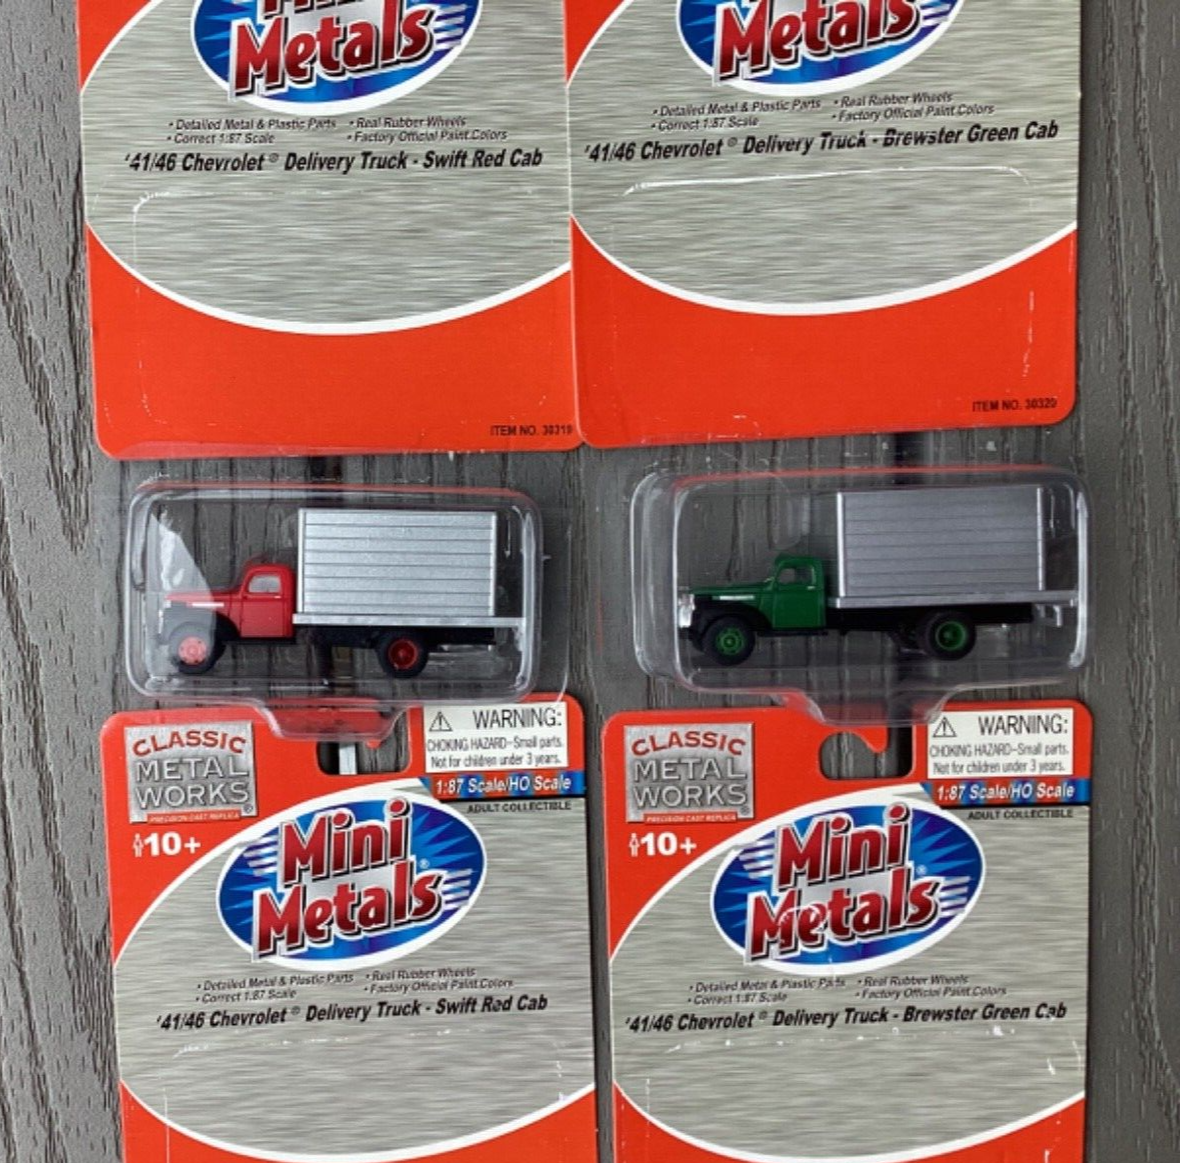 Metals
• Detailed Metal & Plastic Parts • Real Rubber Wheels
• Correct 1:87 Scale • Factory Official Paint Colors
'41/46 Chevrolet® Delivery Truck - Swift Red Cab
ITEM NO. 30319
Metals
• Detailed Metal & Plastic Parts • Real Rubber Wheels
• Correct 1:87 Scale • Factory Official Paint Colors
'41/46 Chevrolet® Delivery Truck - Brewster Green Cab
ITEM NO. 30320
CLASSIC
METAL
WORKS®
PRECISION CAST REPLICA
10+
WARNING:
CHOKING HAZARD–Small parts.
Not for children under 3 years.
1:87 Scale/HO Scale
ADULT COLLECTIBLE
Mini
Metals®
• Detailed Metal & Plastic Parts • Real Rubber Wheels
• Correct 1:87 Scale • Factory Official Paint Colors
'41/46 Chevrolet® Delivery Truck - Swift Red Cab
CLASSIC
METAL
WORKS®
PRECISION CAST REPLICA
10+
WARNING:
CHOKING HAZARD–Small parts.
Not for children under 3 years.
1:87 Scale/HO Scale
ADULT COLLECTIBLE
Mini
Metals®
• Detailed Metal & Plastic Parts • Real Rubber Wheels
• Correct 1:87 Scale • Factory Official Paint Colors
'41/46 Chevrolet® Delivery Truck - Brewster Green Cab